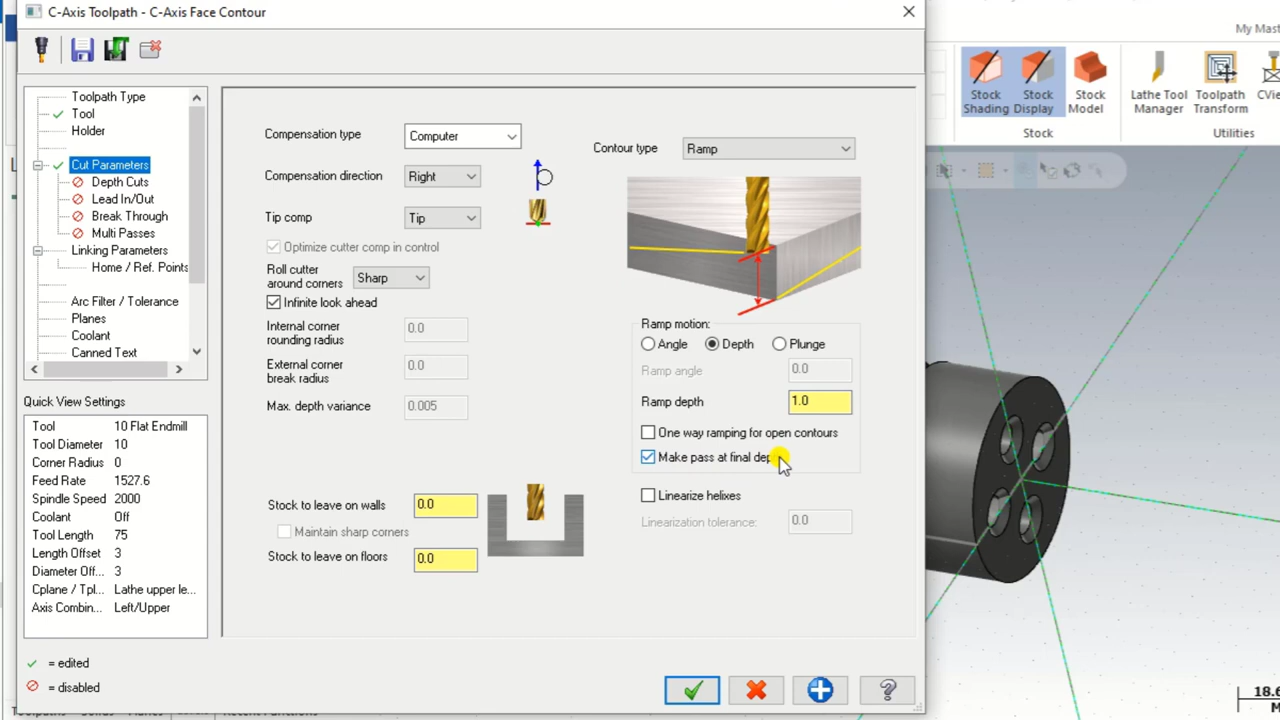 C-Axis Toolpath - C-Axis Face Contour
My Mast
Toolpath Type
Tool
Holder
Cut Parameters
Depth Cuts
Lead In/Out
Break Through
Multi Passes
Linking Parameters
Home / Ref. Points
Arc Filter / Tolerance
Planes
Coolant
Canned Text
Quick View Settings
Tool 10 Flat Endmill
Tool Diameter 10
Corner Radius 0
Feed Rate 1527.6
Spindle Speed 2000
Coolant Off
Tool Length 75
Length Offset 3
Diameter Off... 3
Cplane / Tpl... Lathe upper le...
Axis Combin... Left/Upper
= edited
= disabled
Compensation type Computer
Compensation direction Right
Tip comp Tip
Optimize cutter comp in control
Roll cutter
around corners Sharp
Infinite look ahead
Internal corner
rounding radius 0.0
External corner
break radius 0.0
Max. depth variance 0.005
Stock to leave on walls 0.0
Maintain sharp corners
Stock to leave on floors 0.0
Contour type Ramp
Ramp motion:
Angle Depth Plunge
Ramp angle 0.0
Ramp depth 1.0
One way ramping for open contours
Make pass at final dep
Linearize helixes
Linearization tolerance: 0.0
Stock
Shading
Stock
Display
Stock
Model
Stock
Lathe Tool
Manager
Toolpath
Transform
CVie
Utilities
18.6